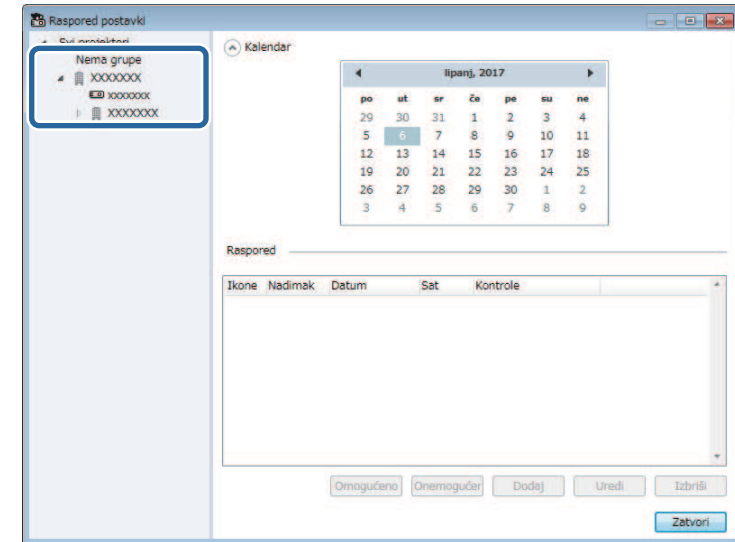 Raspored postavki
Svi projektori
Nema grupe
XXXXXXX
XXXXXXX
XXXXXXX
Kalendar
lipanj, 2017
po ut sr če pe su ne
29 30 31 1 2 3 4
5 6 7 8 9 10 11
12 13 14 15 16 17 18
19 20 21 22 23 24 25
26 27 28 29 30 1 2
3 4 5 6 7 8 9
Raspored
Ikone Nadimak Datum Sat Kontrole
Omogućeno Onemogućer Dodaj Uredi Izbriši
Zatvori